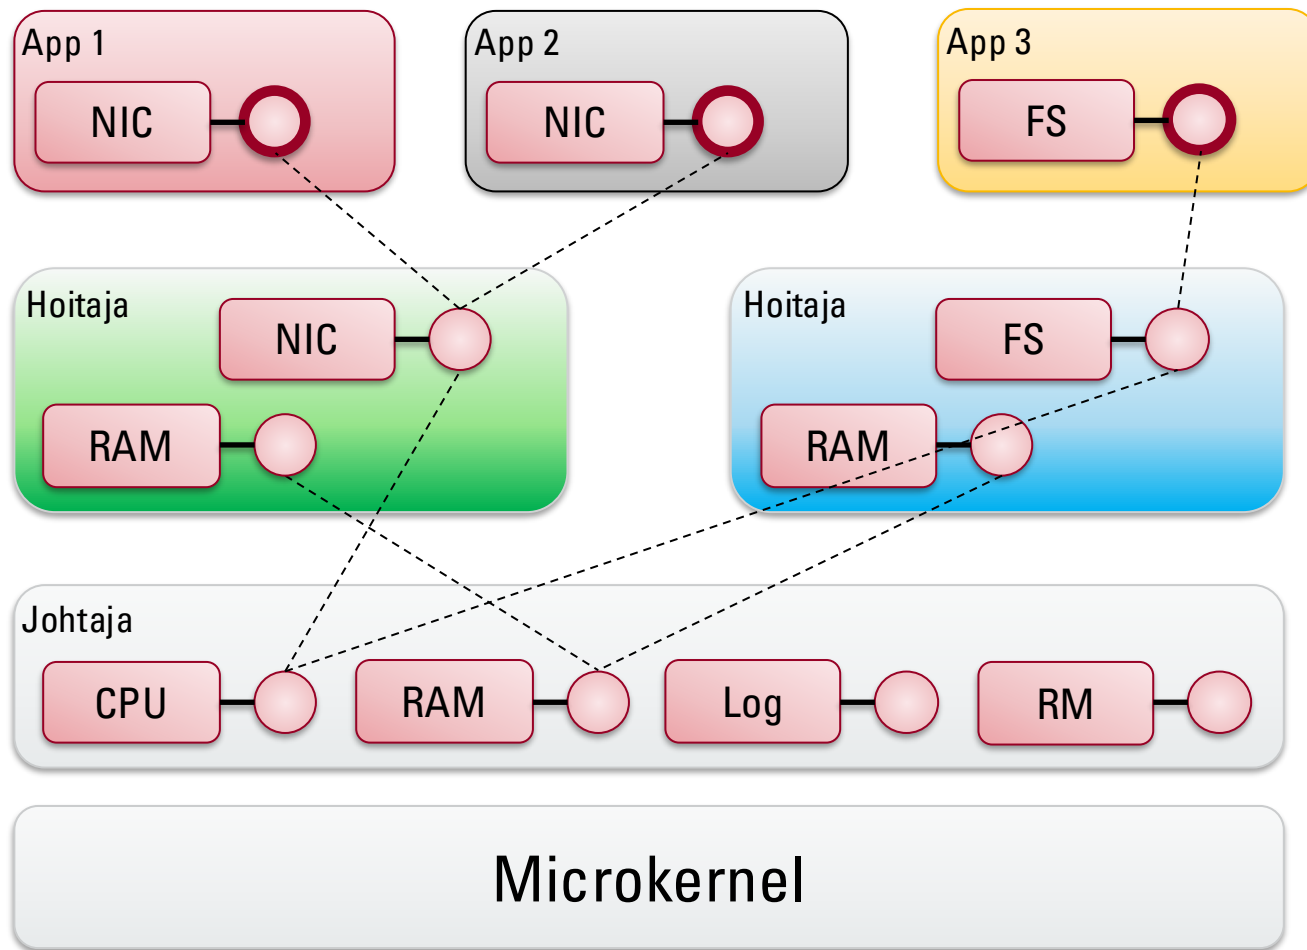 App 1
NIC
App 2
NIC
App 3
FS
Hoitaja
NIC
RAM
Hoitaja
FS
RAM
Johtaja
CPU
RAM
Log
RM
Microkernel